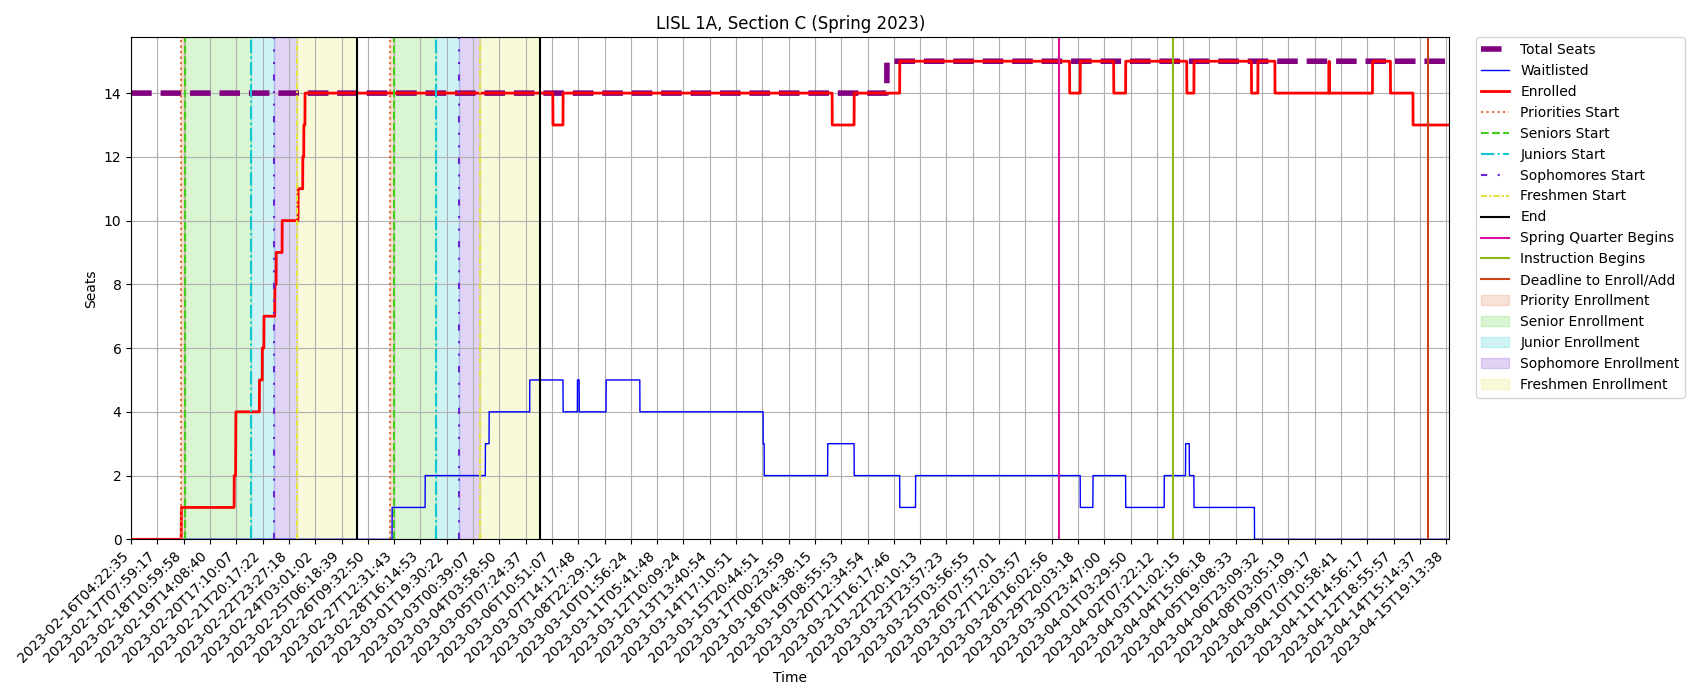 LISL 1A, Section C (Spring 2023)
Total Seats
Waitlisted
Enrolled
Priorities Start
Seniors Start
Juniors Start
Sophomores Start
Freshmen Start
End
Spring Quarter Begins
Instruction Begins
Deadline to Enroll/Add
Priority Enrollment
Senior Enrollment
Junior Enrollment
Sophomore Enrollment
Freshmen Enrollment
Seats
14
12
10
8
6
4
2
0
2023-02-16T04:22:35
2023-02-17T07:59:17
2023-02-18T10:59:58
2023-02-19T14:08:40
2023-02-20T17:10:07
2023-02-21T20:17:22
2023-02-22T23:27:18
2023-02-24T03:01:02
2023-02-25T06:18:39
2023-02-26T09:32:50
2023-02-27T12:31:43
2023-02-28T16:14:53
2023-03-01T19:30:22
2023-03-03T00:39:07
2023-03-04T03:58:50
2023-03-05T07:24:37
2023-03-06T10:51:07
2023-03-07T14:17:48
2023-03-08T22:29:12
2023-03-10T01:56:24
2023-03-11T05:41:48
2023-03-12T10:09:24
2023-03-13T13:40:54
2023-03-14T17:10:51
2023-03-15T20:44:51
2023-03-17T00:23:59
2023-03-18T04:38:15
2023-03-19T08:55:53
2023-03-20T12:34:54
2023-03-21T16:17:46
2023-03-22T20:10:13
2023-03-23T23:57:23
2023-03-25T03:56:55
2023-03-26T07:57:01
2023-03-27T12:03:57
2023-03-28T16:02:56
2023-03-29T20:03:18
2023-03-30T23:47:00
2023-04-01T03:29:50
2023-04-02T07:22:12
2023-04-03T11:02:15
2023-04-04T15:06:18
2023-04-05T19:08:33
2023-04-06T23:09:32
2023-04-08T03:05:19
2023-04-09T07:09:17
2023-04-10T10:58:41
2023-04-11T14:56:17
2023-04-12T18:55:57
2023-04-14T15:14:37
2023-04-15T19:13:38
Time